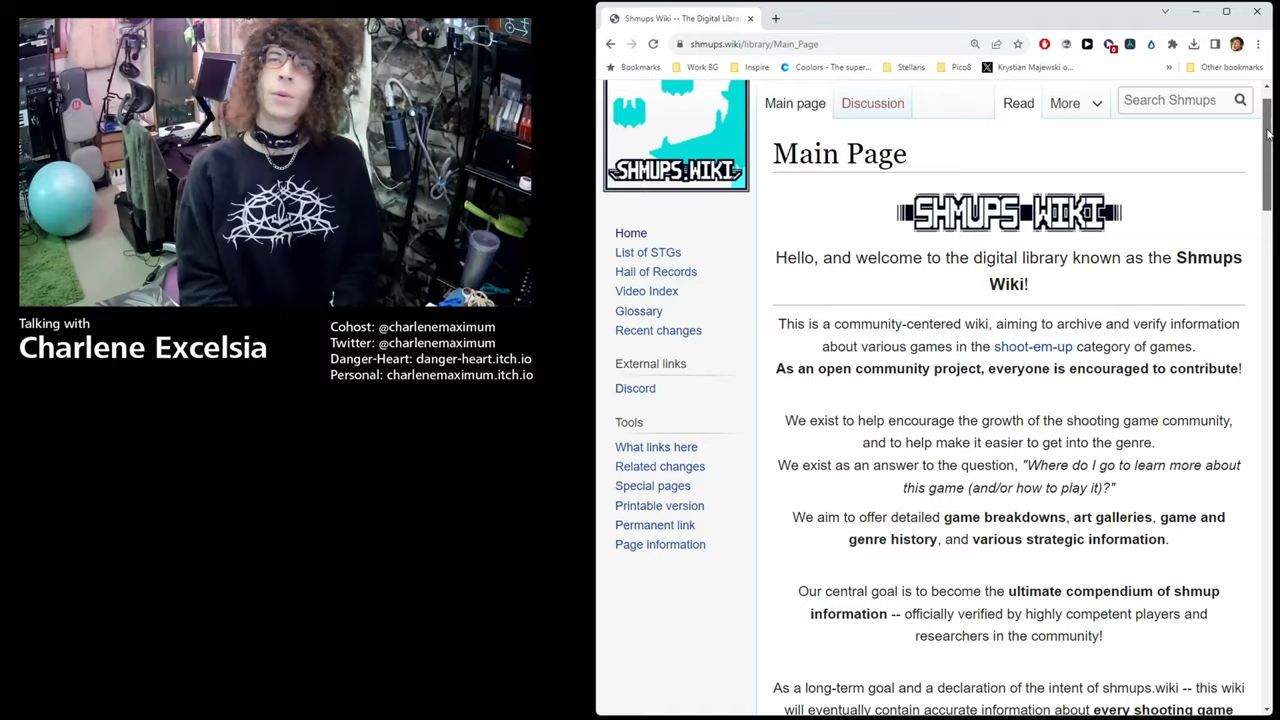 Talking with
Charlene Excelsia
Cohost: @charlenemaximum
Twitter: @charlenemaximum
Danger-Heart: danger-heart.itch.io
Personal: charlenemaximum.itch.io
Shmups Wiki -- The Digital Libra
shmups.wiki/library/Main_Page
Bookmarks
Work BG
Inspire
Coolors - The super...
Stellaris
Pico8
Krystian Majewski o...
»
Other bookmarks
SHMUPS.WIKI
Home
List of STGs
Hall of Records
Video Index
Glossary
Recent changes
External links
Discord
Tools
What links here
Related changes
Special pages
Printable version
Permanent link
Page information
Main page
Discussion
Read
More
Search Shmups
Main Page
SHMUPS WIKI
Hello, and welcome to the digital library known as the Shmups
Wiki!
This is a community-centered wiki, aiming to archive and verify information
about various games in the shoot-em-up category of games.
As an open community project, everyone is encouraged to contribute!
We exist to help encourage the growth of the shooting game community,
and to help make it easier to get into the genre.
We exist as an answer to the question, "Where do I go to learn more about
this game (and/or how to play it)?"
We aim to offer detailed game breakdowns, art galleries, game and
genre history, and various strategic information.
Our central goal is to become the ultimate compendium of shmup
information -- officially verified by highly competent players and
researchers in the community!
As a long-term goal and a declaration of the intent of shmups.wiki -- this wiki
will eventually contain accurate information about every shooting game